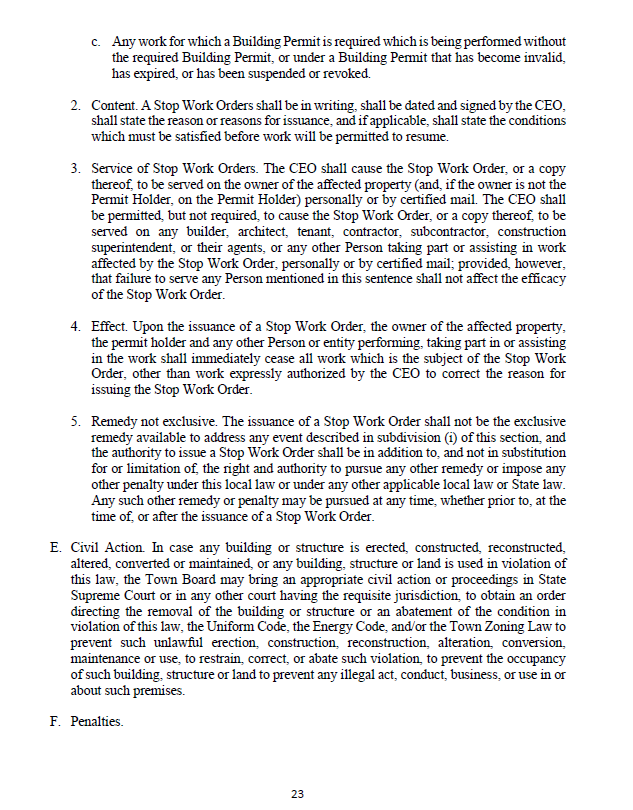 c. Any work for which a Building Permit is required which is being performed without
the required Building Permit, or under a Building Permit that has become invalid,
has expired, or has been suspended or revoked.
2. Content. A Stop Work Orders shall be in writing, shall be dated and signed by the CEO,
shall state the reason or reasons for issuance, and if applicable, shall state the conditions
which must be satisfied before work will be permitted to resume.
3. Service of Stop Work Orders. The CEO shall cause the Stop Work Order, or a copy
thereof, to be served on the owner of the affected property (and, if the owner is not the
Permit Holder, on the Permit Holder) personally or by certified mail. The CEO shall
be permitted, but not required, to cause the Stop Work Order, or a copy thereof, to be
served on any builder, architect, tenant, contractor, subcontractor, construction
superintendent, or their agents, or any other Person taking part or assisting in work
affected by the Stop Work Order, personally or by certified mail; provided, however,
that failure to serve any Person mentioned in this sentence shall not affect the efficacy
of the Stop Work Order.
4. Effect. Upon the issuance of a Stop Work Order, the owner of the affected property,
the permit holder and any other Person or entity performing, taking part in or assisting
in the work shall immediately cease all work which is the subject of the Stop Work
Order, other than work expressly authorized by the CEO to correct the reason for
issuing the Stop Work Order.
5. Remedy not exclusive. The issuance of a Stop Work Order shall not be the exclusive
remedy available to address any event described in subdivision (i) of this section, and
the authority to issue a Stop Work Order shall be in addition to, and not in substitution
for or limitation of, the right and authority to pursue any other remedy or impose any
other penalty under this local law or under any other applicable local law or State law.
Any such other remedy or penalty may be pursued at any time, whether prior to, at the
time of, or after the issuance of a Stop Work Order.
E. Civil Action. In case any building or structure is erected, constructed, reconstructed,
altered, converted or maintained, or any building, structure or land is used in violation of
this law, the Town Board may bring an appropriate civil action or proceedings in State
Supreme Court or in any other court having the requisite jurisdiction, to obtain an order
directing the removal of the building or structure or an abatement of the condition in
violation of this law, the Uniform Code, the Energy Code, and/or the Town Zoning Law to
prevent such unlawful erection, construction, reconstruction, alteration, conversion,
maintenance or use, to restrain, correct, or abate such violation, to prevent the occupancy
of such building, structure or land to prevent any illegal act, conduct, business, or use in or
about such premises.
F. Penalties.
23